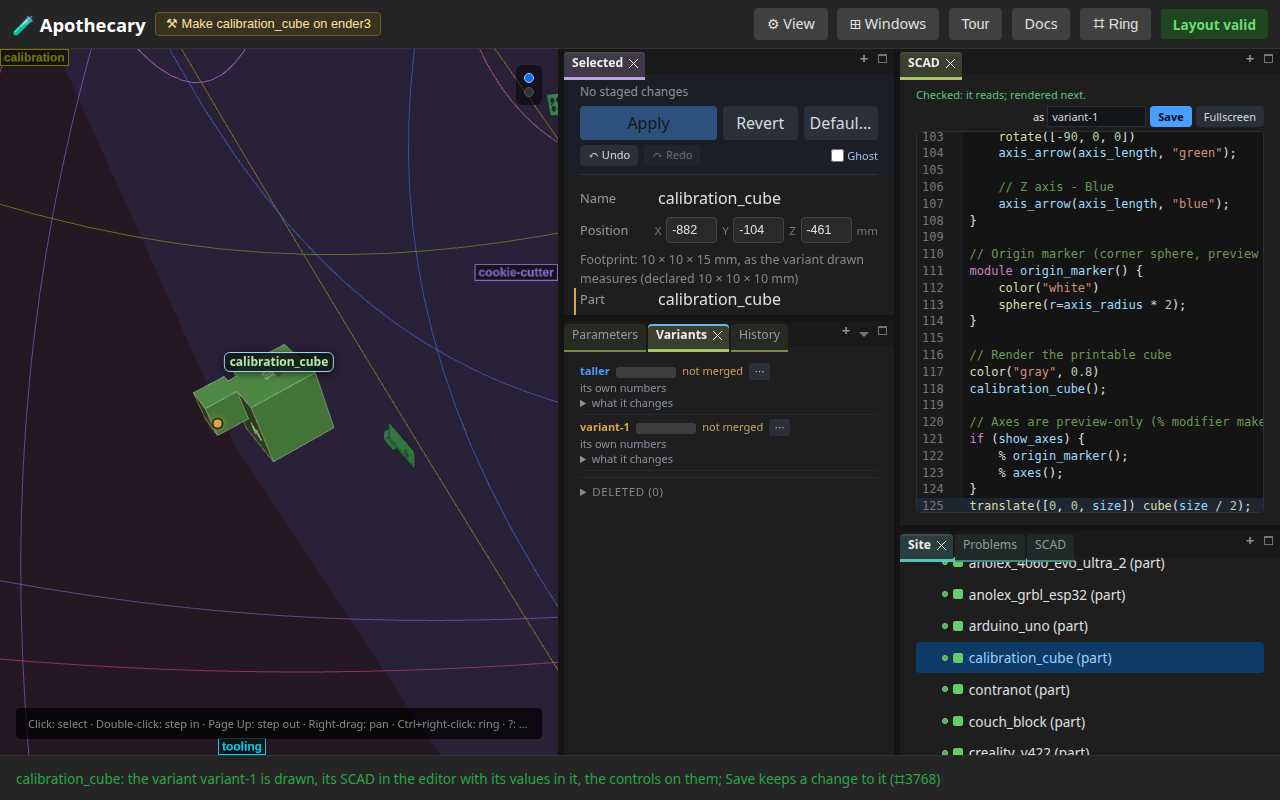 Apothecary
⚒ Make calibration_cube on ender3
⚙ View
⊞ Windows
Tour
Docs
⌗ Ring
Layout valid
calibration
cookie-cutter
calibration_cube
tooling
Click: select · Double-click: step in · Page Up: step out · Right-drag: pan · Ctrl+right-click: ring · ?: ...
Selected
No staged changes
Apply
Revert
Defaul...
↶ Undo
↷ Redo
Ghost
Name calibration_cube
Position X -882 Y -104 Z -461 mm
Footprint: 10 × 10 × 15 mm, as the variant drawn
measures (declared 10 × 10 × 10 mm)
Part calibration_cube
Parameters
Variants
History
taller not merged ...
its own numbers
▶ what it changes
variant-1 not merged ...
its own numbers
▶ what it changes
▶ DELETED (0)
SCAD
Checked: it reads; rendered next.
as variant-1 Save Fullscreen
103 rotate([-90, 0, 0])
104 axis_arrow(axis_length, "green");
105
106 // Z axis - Blue
107 axis_arrow(axis_length, "blue");
108 }
109
110 // Origin marker (corner sphere, preview
111 module origin_marker() {
112 color("white")
113 sphere(r=axis_radius * 2);
114 }
115
116 // Render the printable cube
117 color("gray", 0.8)
118 calibration_cube();
119
120 // Axes are preview-only (% modifier make
121 if (show_axes) {
122 % origin_marker();
123 % axes();
124 }
125 translate([0, 0, size]) cube(size / 2);
Site
Problems
SCAD
anolex_4060_evo_ultra_2 (part)
anolex_grbl_esp32 (part)
arduino_uno (part)
calibration_cube (part)
contranot (part)
couch_block (part)
creality_v422 (part)
calibration_cube: the variant variant-1 is drawn, its SCAD in the editor with its values in it, the controls on them; Save keeps a change to it (⌗3768)